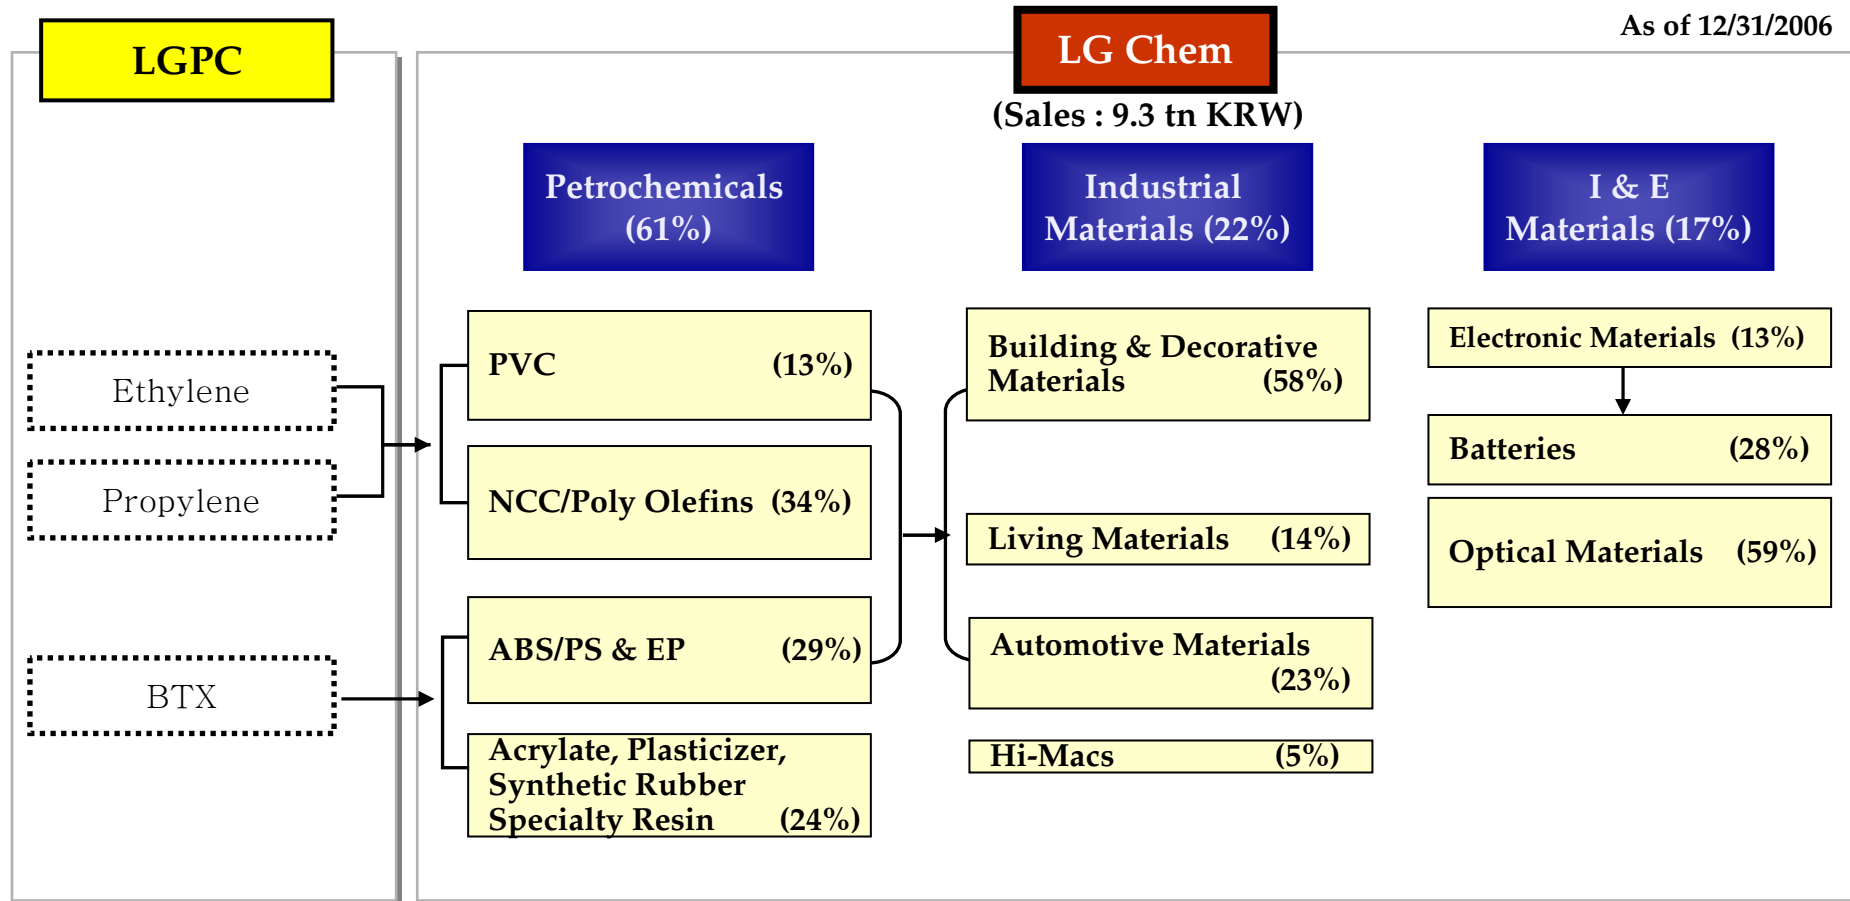 LGPC
LG Chem
As of 12/31/2006
(Sales : 9.3 tn KRW)
Petrochemicals
(61%)
Industrial
Materials (22%)
I & E
Materials (17%)
Ethylene
Propylene
BTX
PVC (13%)
NCC/Poly Olefins (34%)
ABS/PS & EP (29%)
Acrylate, Plasticizer,
Synthetic Rubber
Specialty Resin (24%)
Building & Decorative
Materials (58%)
Living Materials (14%)
Automotive Materials
(23%)
Hi-Macs (5%)
Electronic Materials (13%)
Batteries (28%)
Optical Materials (59%)